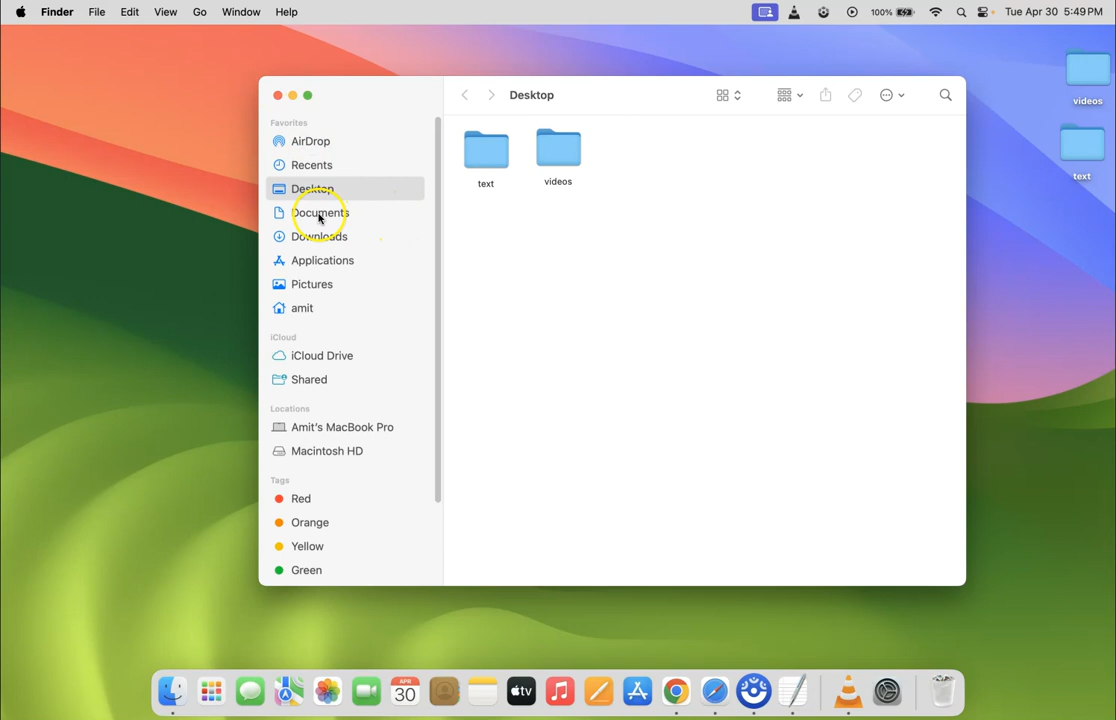 Finder File Edit View Go Window Help 100% Tue Apr 30 5:49 PM
videos
text
Desktop
Favorites
AirDrop
Recents
Desktop
Documents
Downloads
Applications
Pictures
amit
iCloud
iCloud Drive
Shared
Locations
Amit's MacBook Pro
Macintosh HD
Tags
Red
Orange
Yellow
Green
text videos
APR
30
tv